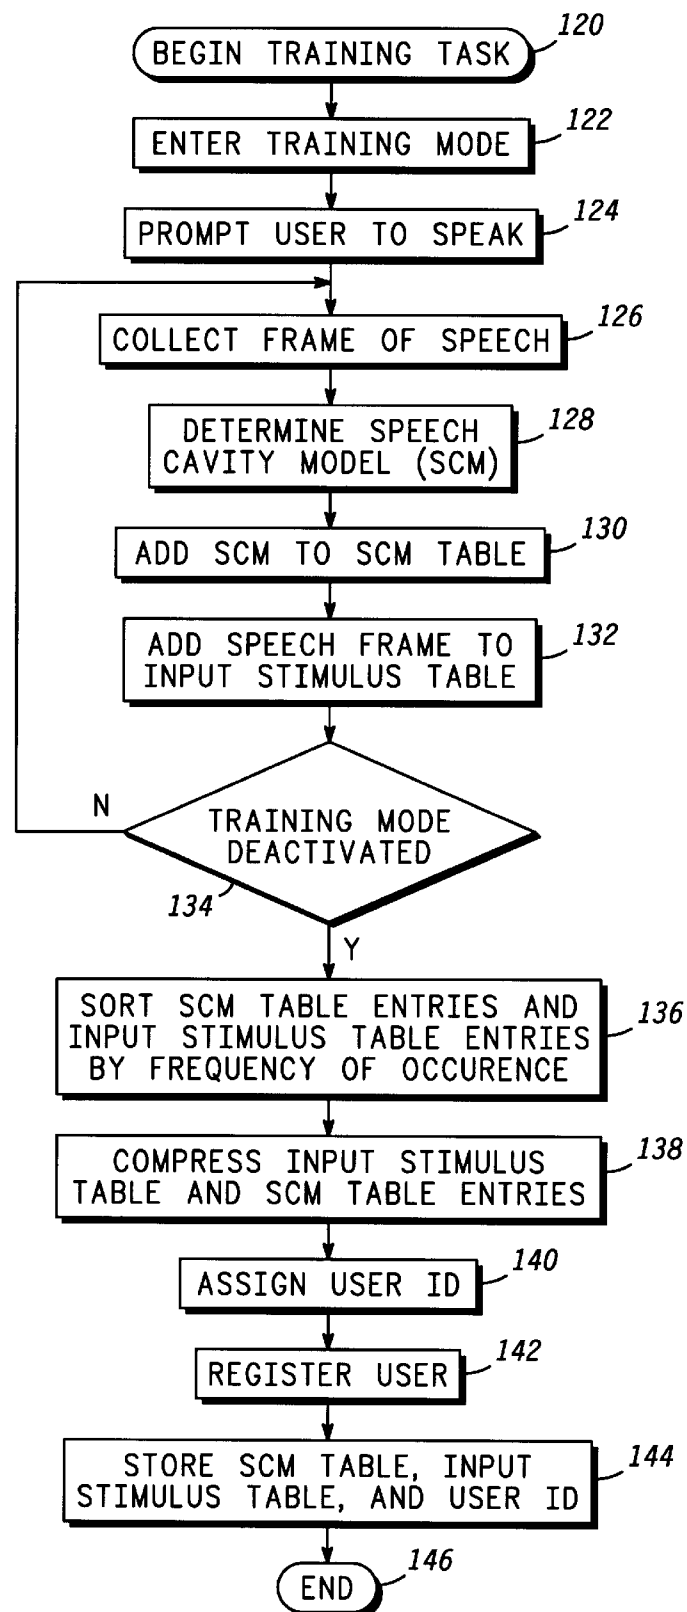 BEGIN TRAINING TASK
120
ENTER TRAINING MODE
122
PROMPT USER TO SPEAK
124
COLLECT FRAME OF SPEECH
126
DETERMINE SPEECH
CAVITY MODEL (SCM)
128
ADD SCM TO SCM TABLE
130
ADD SPEECH FRAME TO
INPUT STIMULUS TABLE
132
N
TRAINING MODE
DEACTIVATED
134
Y
SORT SCM TABLE ENTRIES AND
INPUT STIMULUS TABLE ENTRIES
BY FREQUENCY OF OCCURENCE
136
COMPRESS INPUT STIMULUS
TABLE AND SCM TABLE ENTRIES
138
ASSIGN USER ID
140
REGISTER USER
142
STORE SCM TABLE, INPUT
STIMULUS TABLE, AND USER ID
144
END
146